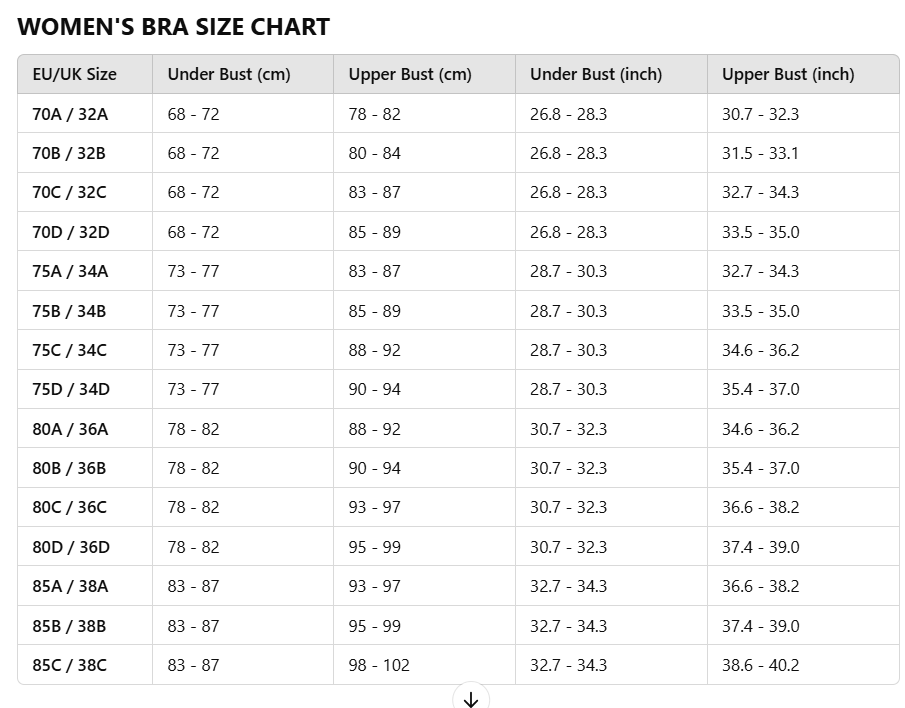 WOMEN'S BRA SIZE CHART
EU/UK Size Under Bust (cm) Upper Bust (cm) Under Bust (inch) Upper Bust (inch)
70A / 32A 68 - 72 78 - 82 26.8 - 28.3 30.7 - 32.3
70B / 32B 68 - 72 80 - 84 26.8 - 28.3 31.5 - 33.1
70C / 32C 68 - 72 83 - 87 26.8 - 28.3 32.7 - 34.3
70D / 32D 68 - 72 85 - 89 26.8 - 28.3 33.5 - 35.0
75A / 34A 73 - 77 83 - 87 28.7 - 30.3 32.7 - 34.3
75B / 34B 73 - 77 85 - 89 28.7 - 30.3 33.5 - 35.0
75C / 34C 73 - 77 88 - 92 28.7 - 30.3 34.6 - 36.2
75D / 34D 73 - 77 90 - 94 28.7 - 30.3 35.4 - 37.0
80A / 36A 78 - 82 88 - 92 30.7 - 32.3 34.6 - 36.2
80B / 36B 78 - 82 90 - 94 30.7 - 32.3 35.4 - 37.0
80C / 36C 78 - 82 93 - 97 30.7 - 32.3 36.6 - 38.2
80D / 36D 78 - 82 95 - 99 30.7 - 32.3 37.4 - 39.0
85A / 38A 83 - 87 93 - 97 32.7 - 34.3 36.6 - 38.2
85B / 38B 83 - 87 95 - 99 32.7 - 34.3 37.4 - 39.0
85C / 38C 83 - 87 98 - 102 32.7 - 34.3 38.6 - 40.2